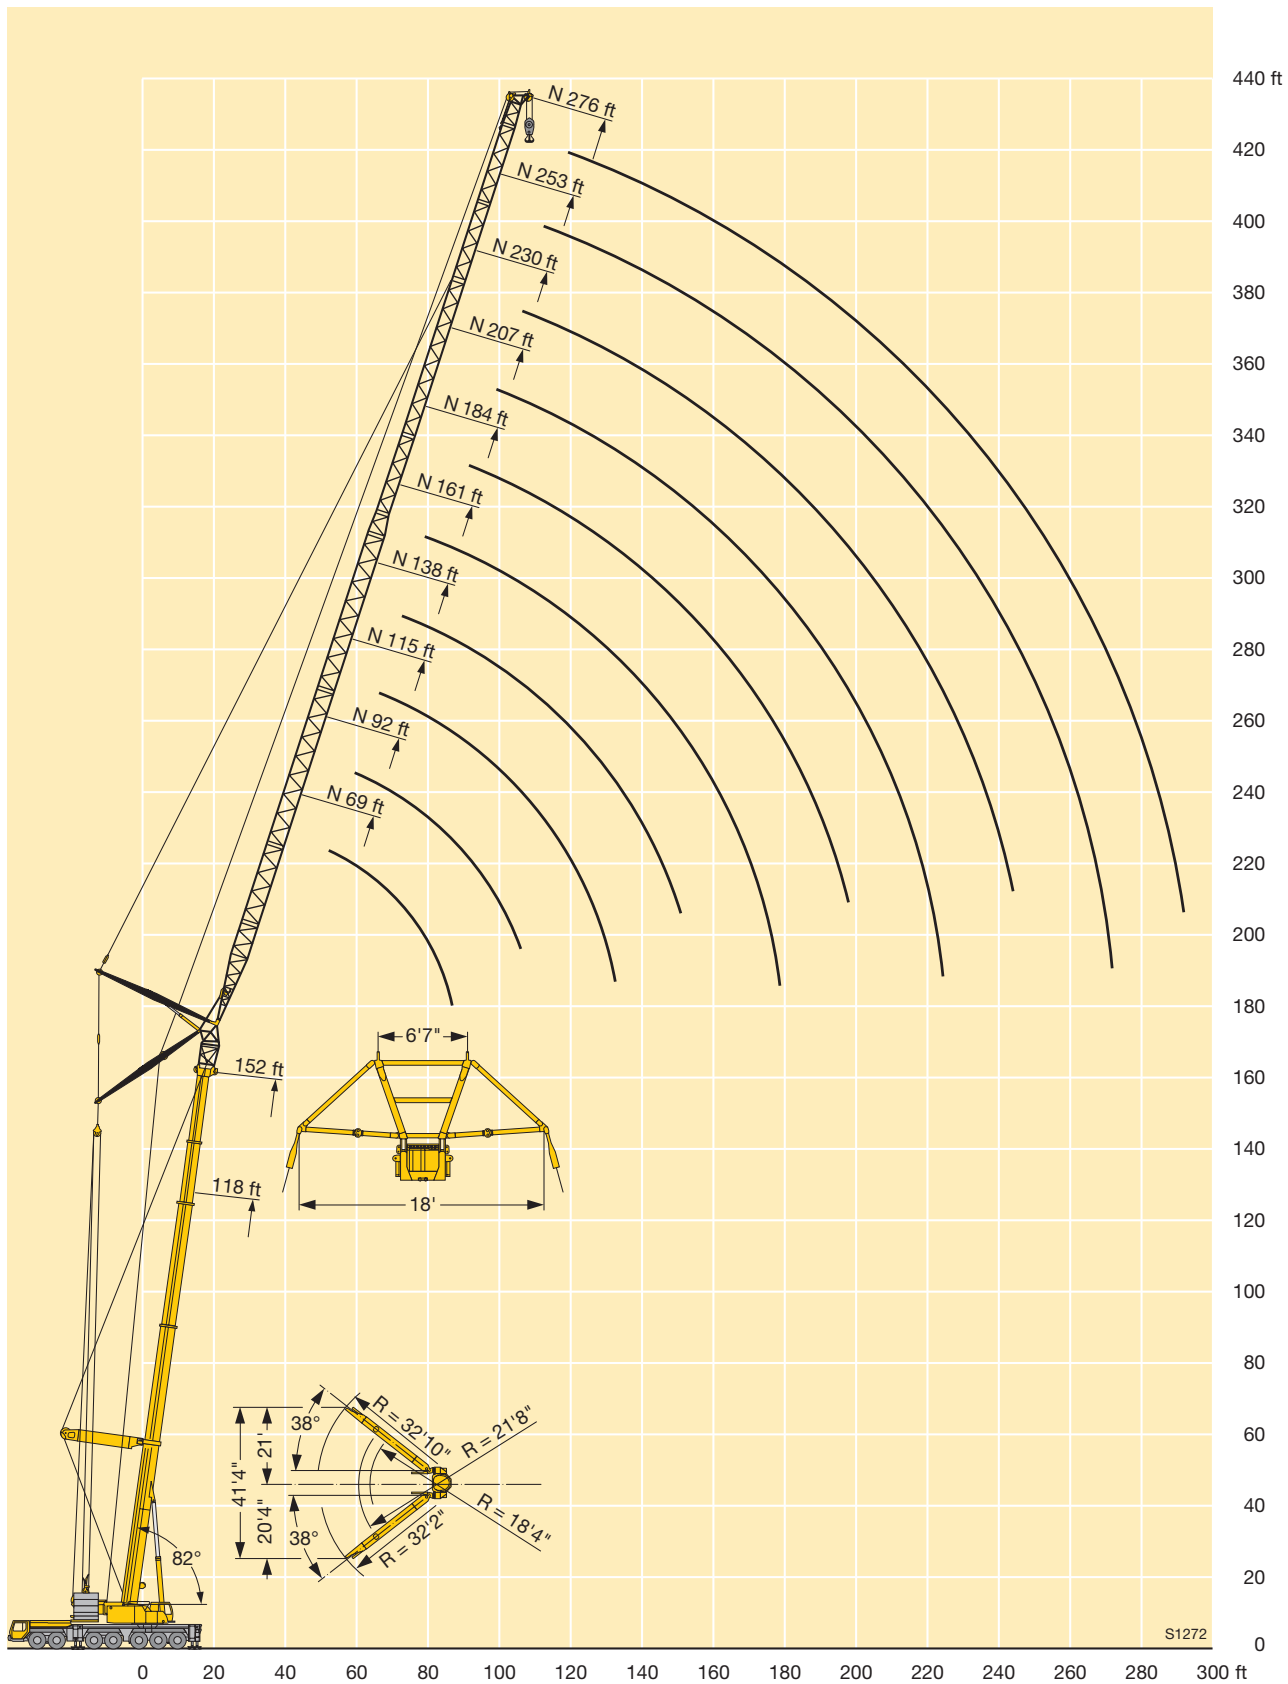 440 ft
N 276 ft
420
N 253 ft
400
N 230 ft
380
N 207 ft
360
N 184 ft
340
N 161 ft
320
N 138 ft
300
N 115 ft
280
N 92 ft
260
N 69 ft
240
220
200
180
6'7"
152 ft
160
140
118 ft
18'
120
100
80
38°
R = 32'10"
R = 21'8"
21'
41'4"
20'4"
60
40
38°
R = 32'2"
R = 18'4"
82°
20
S1272
0
0 20 40 60 80 100 120 140 160 180 200 220 240 260 280 300 ft